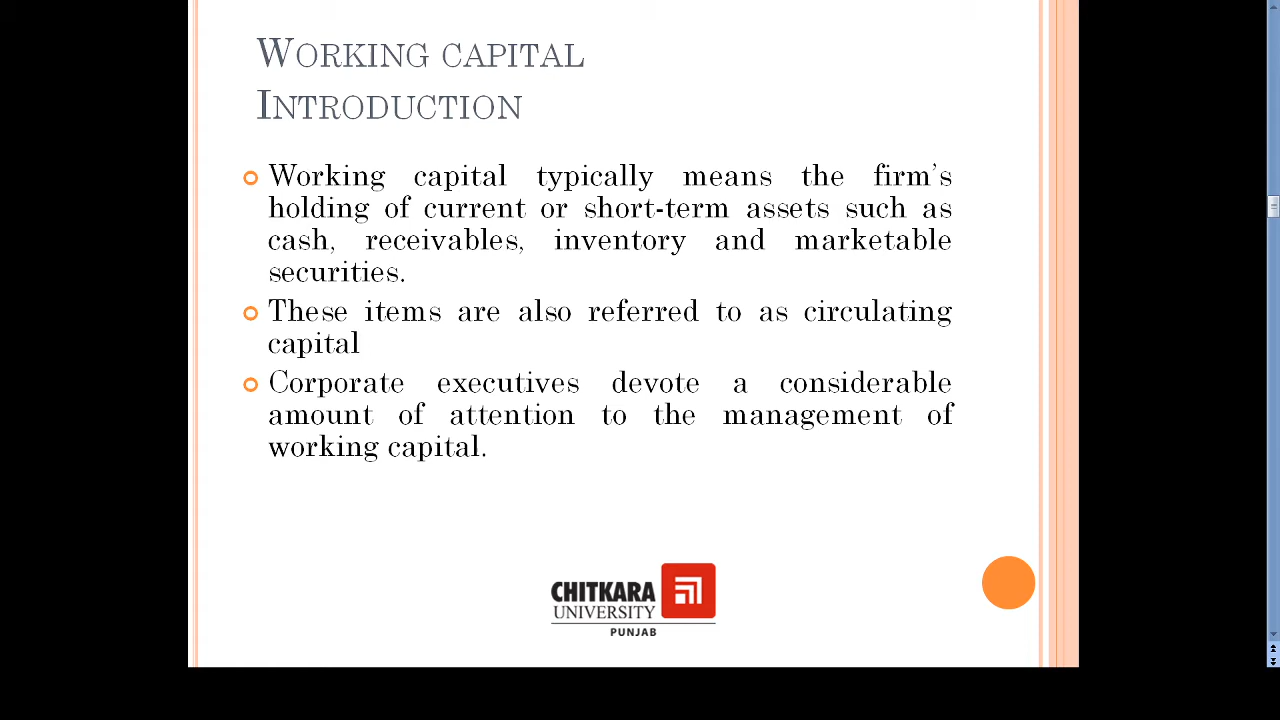 WORKING CAPITAL
INTRODUCTION
Working capital typically means the firm's
holding of current or short-term assets such as
cash, receivables, inventory and marketable
securities.
These items are also referred to as circulating
capital
Corporate executives devote a considerable
amount of attention to the management of
working capital.
CHITKARA
UNIVERSITY
PUNJAB